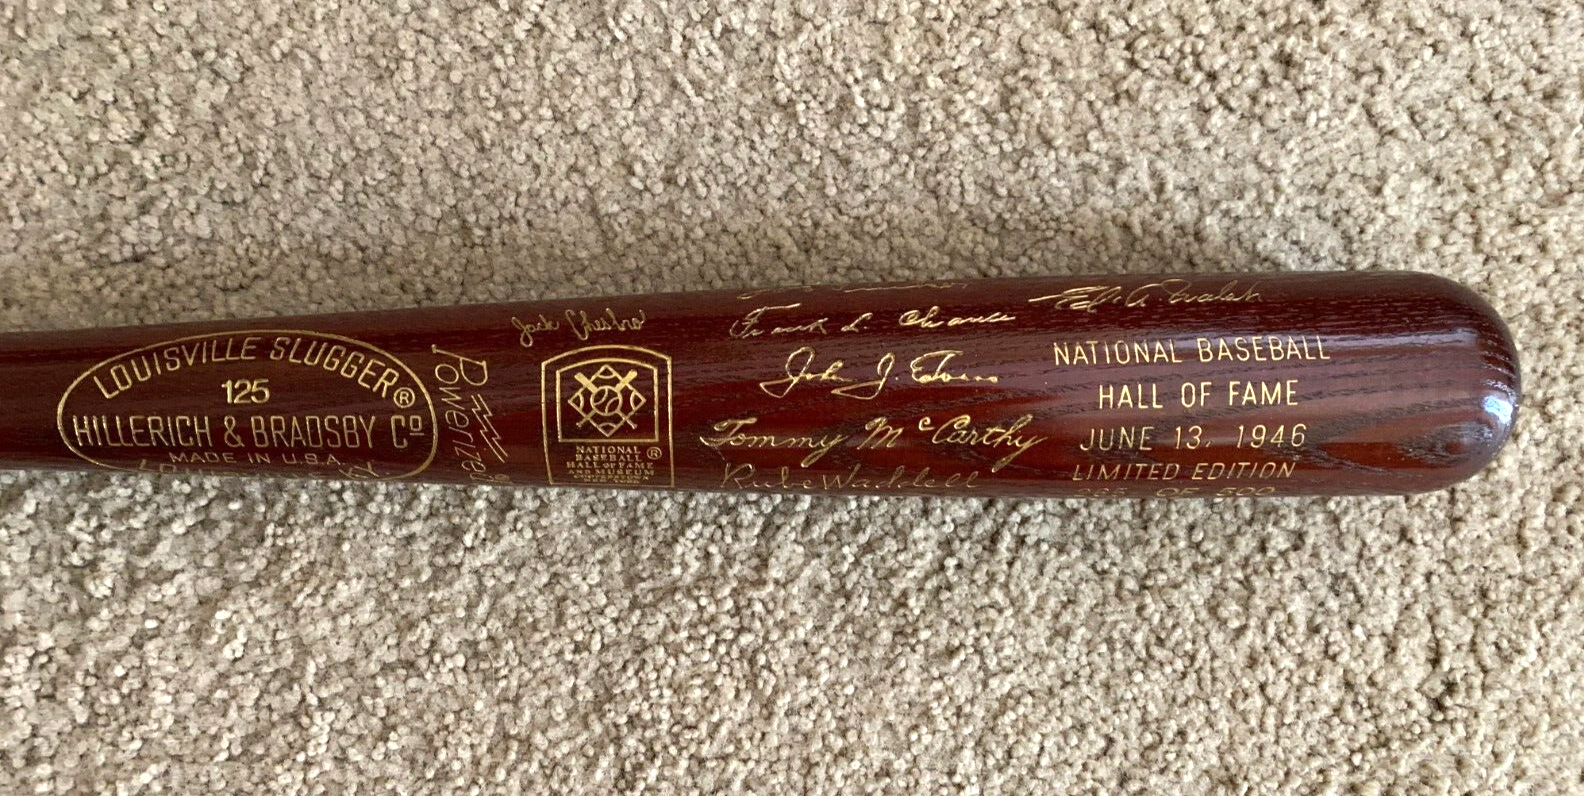 LOUISVILLE SLUGGER®
125
HILLERICH & BRADSBY Cº
MADE IN U.S.A.
Powerized®
Jack Chesbro
NATIONAL
BASEBALL
HALL OF FAME
AND MUSEUM
®
Frank L. Chance
John J. Evers
Tommy McCarthy
Rube Waddell
Ed. A. Walsh
NATIONAL BASEBALL
HALL OF FAME
JUNE 13, 1946
LIMITED EDITION
OF 500